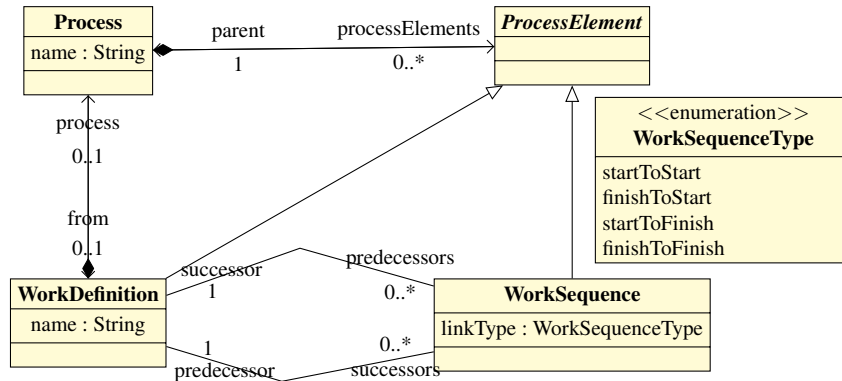 Process
name : String
parent
1
processElements
0..*
ProcessElement
<<enumeration>>
WorkSequenceType
startToStart
finishToStart
startToFinish
finishToFinish
process
0..1
from
0..1
WorkDefinition
name : String
successor
1
predecessors
0..*
1
predecessor
0..*
successors
WorkSequence
linkType : WorkSequenceType